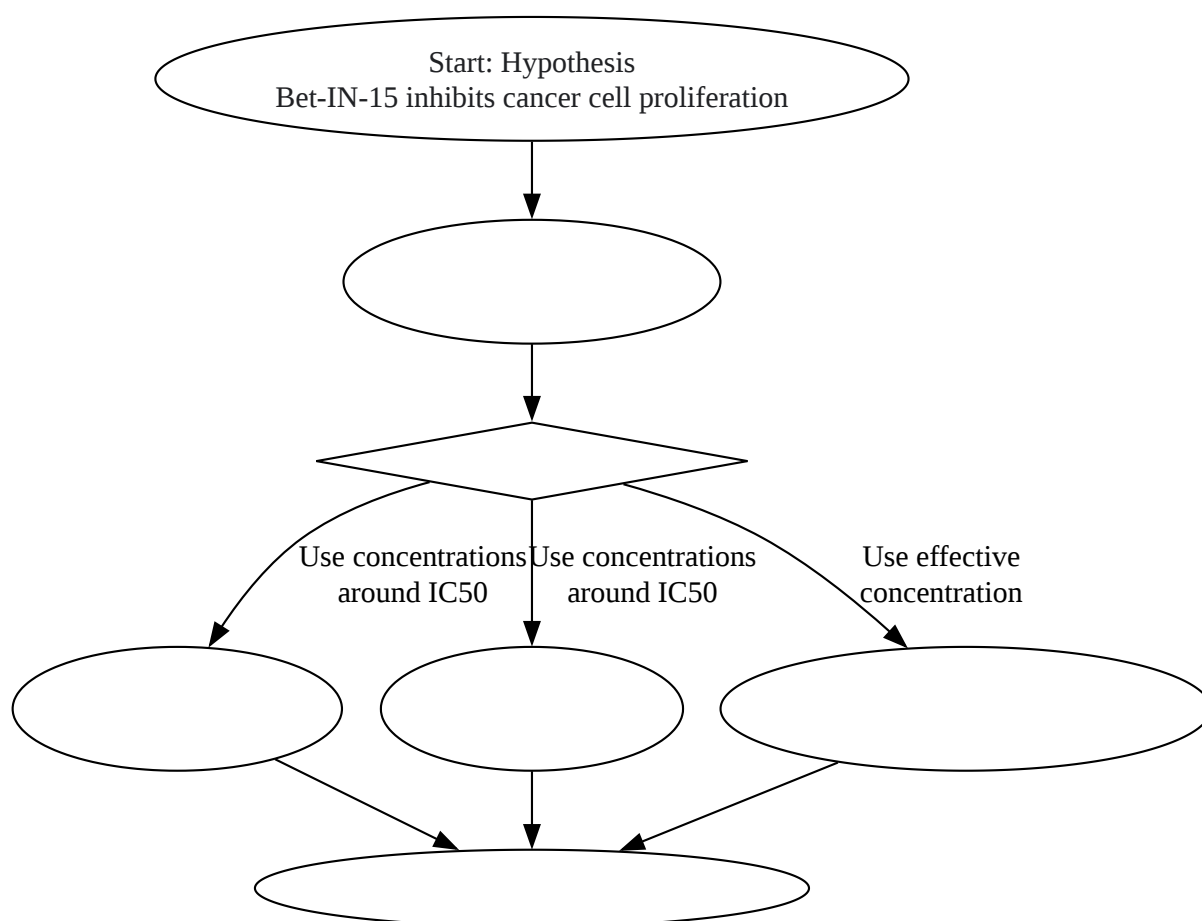 Start: Hypothesis
Bet-IN-15 inhibits cancer cell proliferation
Use concentrations
around IC50
Use concentrations
around IC50
Use effective
concentration